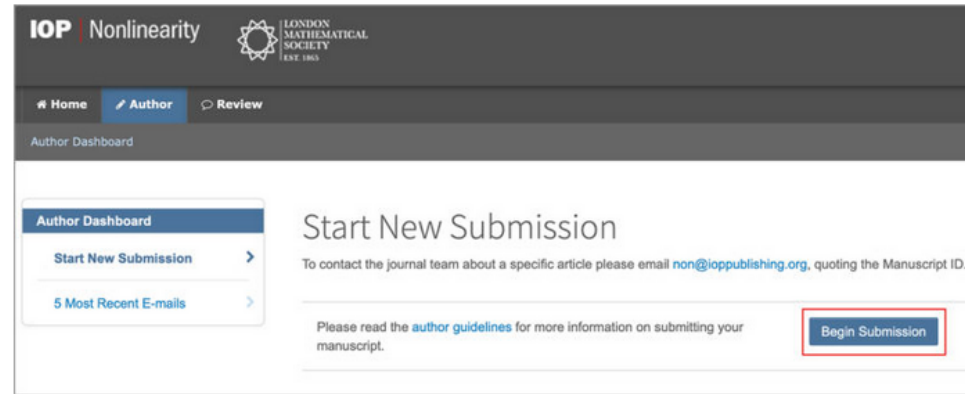 IOP Nonlinearity
LONDON
MATHEMATICAL
SOCIETY
EST. 1865
Home Author Review
Author Dashboard
Author Dashboard
Start New Submission
5 Most Recent E-mails
Start New Submission
To contact the journal team about a specific article please email non@ioppublishing.org, quoting the Manuscript ID.
Please read the author guidelines for more information on submitting your
manuscript.
Begin Submission